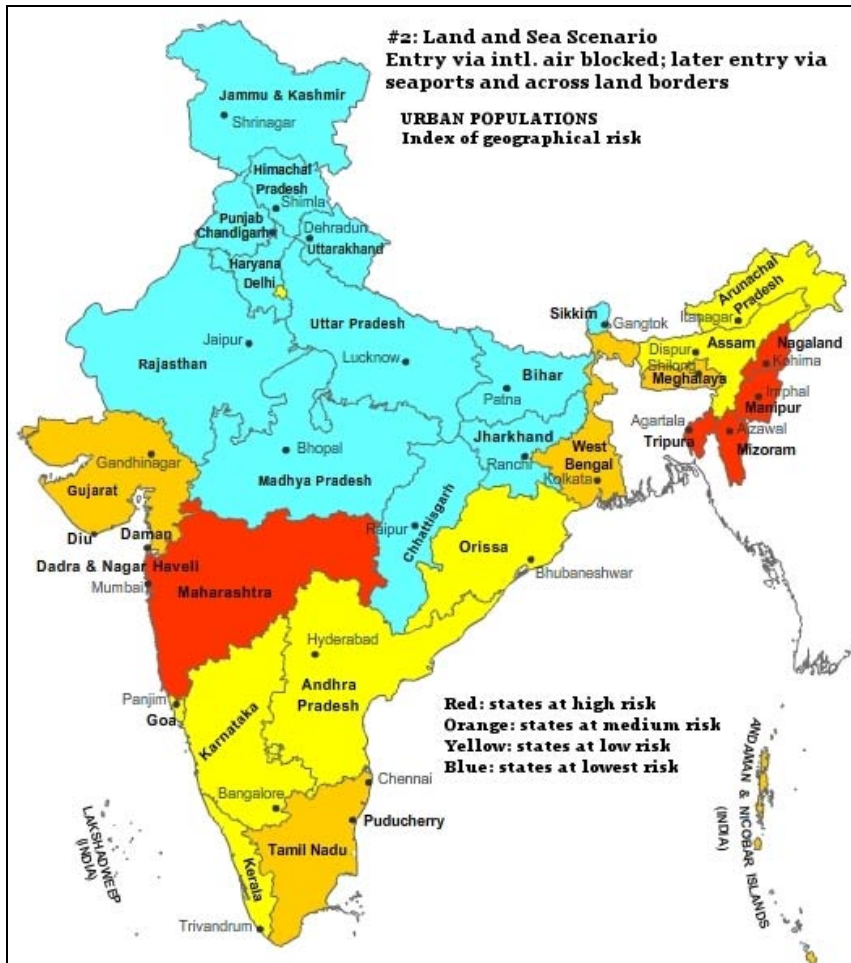 #2: Land and Sea Scenario
Entry via intl. air blocked; later entry via
seaports and across land borders
URBAN POPULATIONS
Index of geographical risk
Jammu & Kashmir
Shrinagar
Himachal
Pradesh
Shimla
Punjab
Chandigarh
Dehradun
Uttarakhand
Haryana
Delhi
Arunachal
Pradesh
Itanagar
Sikkim
Gangtok
Uttar Pradesh
Jaipur
Rajasthan
Lucknow
Assam
Nagaland
Dispur
Shilong
Kohima
Meghalaya
Bihar
Patna
Imphal
Manipur
Agartala
Aizawal
Tripura
Mizoram
Jharkhand
Ranchi
West
Bengal
Kolkata
Bhopal
Madhya Pradesh
Gandhinagar
Gujarat
Chhattisgarh
Raipur
Orissa
Diu
Daman
Dadra & Nagar Haveli
Mumbai
Maharashtra
Bhubaneshwar
Hyderabad
Andhra
Pradesh
Panjim
Goa
Karnataka
Red: states at high risk
Orange: states at medium risk
Yellow: states at low risk
Blue: states at lowest risk
Chennai
Bangalore
Puducherry
Tamil Nadu
Kerala
Trivandrum
LAKSHADWEEP
(INDIA)
ANDAMAN & NICOBAR ISLANDS
(INDIA)